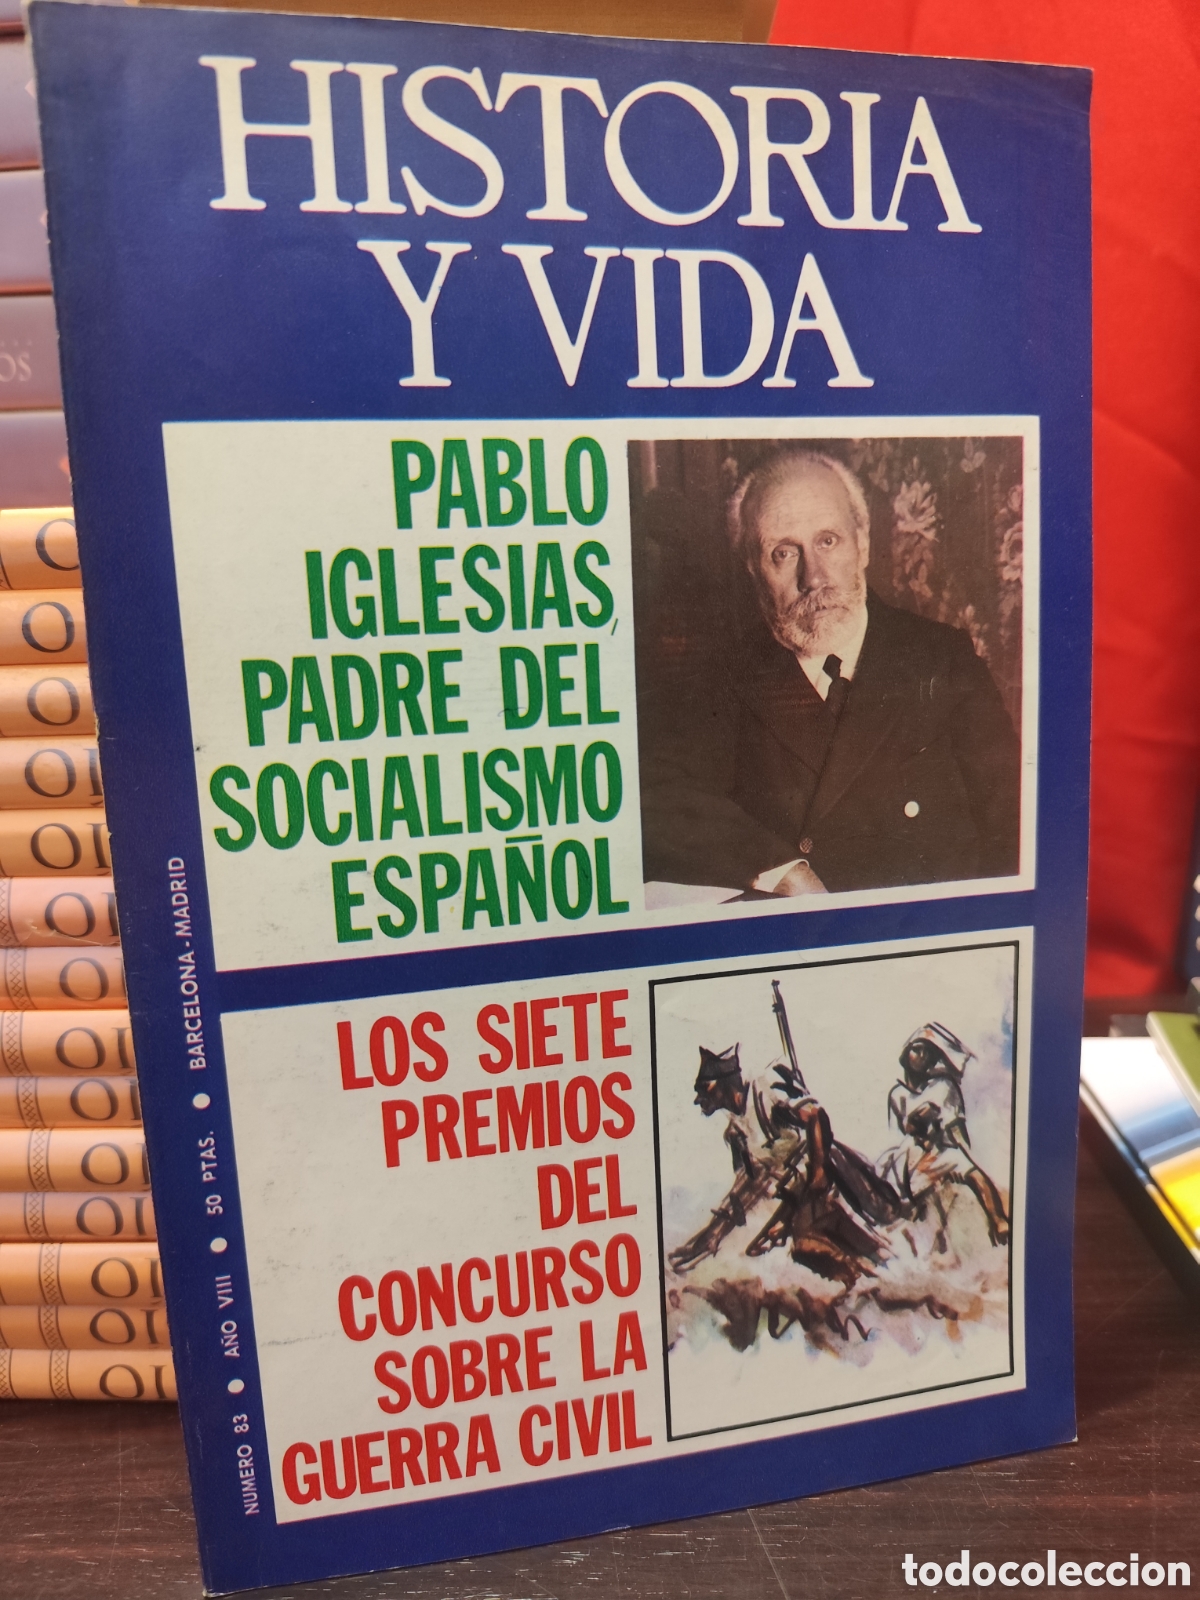 HISTORIA
Y VIDA
PABLO
IGLESIAS,
PADRE DEL
SOCIALISMO
ESPAÑOL
LOS SIETE
PREMIOS
DEL
CONCURSO
SOBRE LA
GUERRA CIVIL
NUMERO 83 • AÑO VIII • 50 PTAS. • BARCELONA-MADRID
todocoleccion